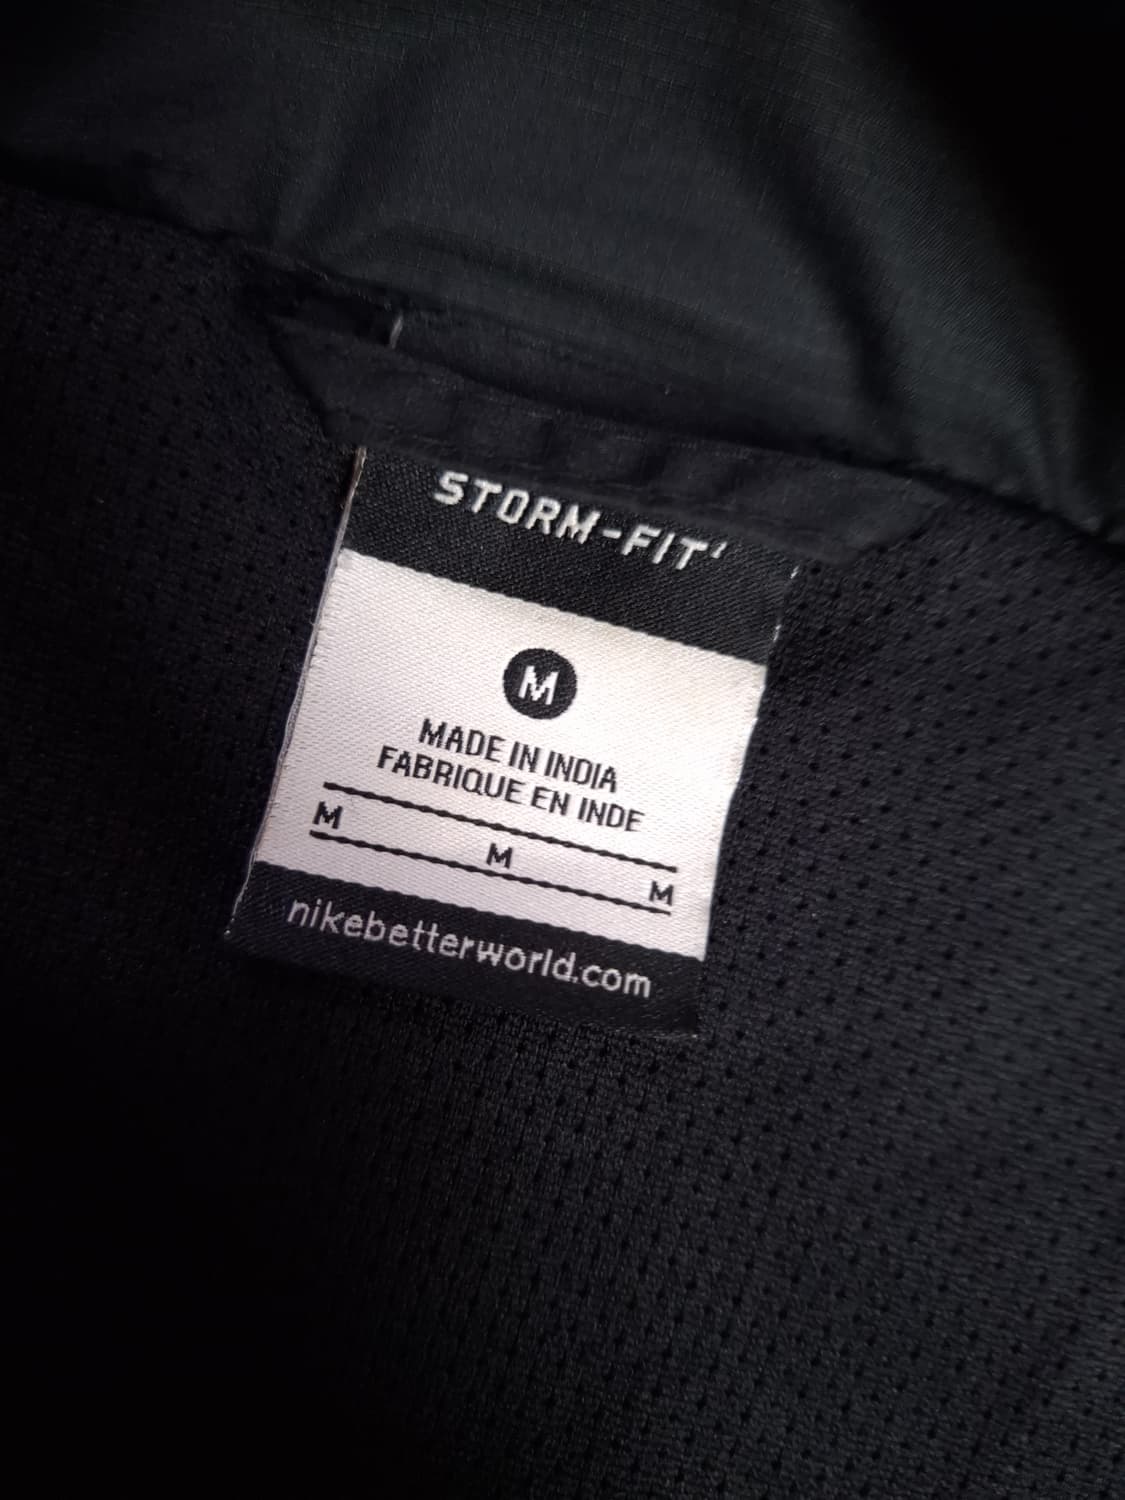 STORM-FIT
M
MADE IN INDIA
FABRIQUE EN INDE
M M M
nikebetterworld.com